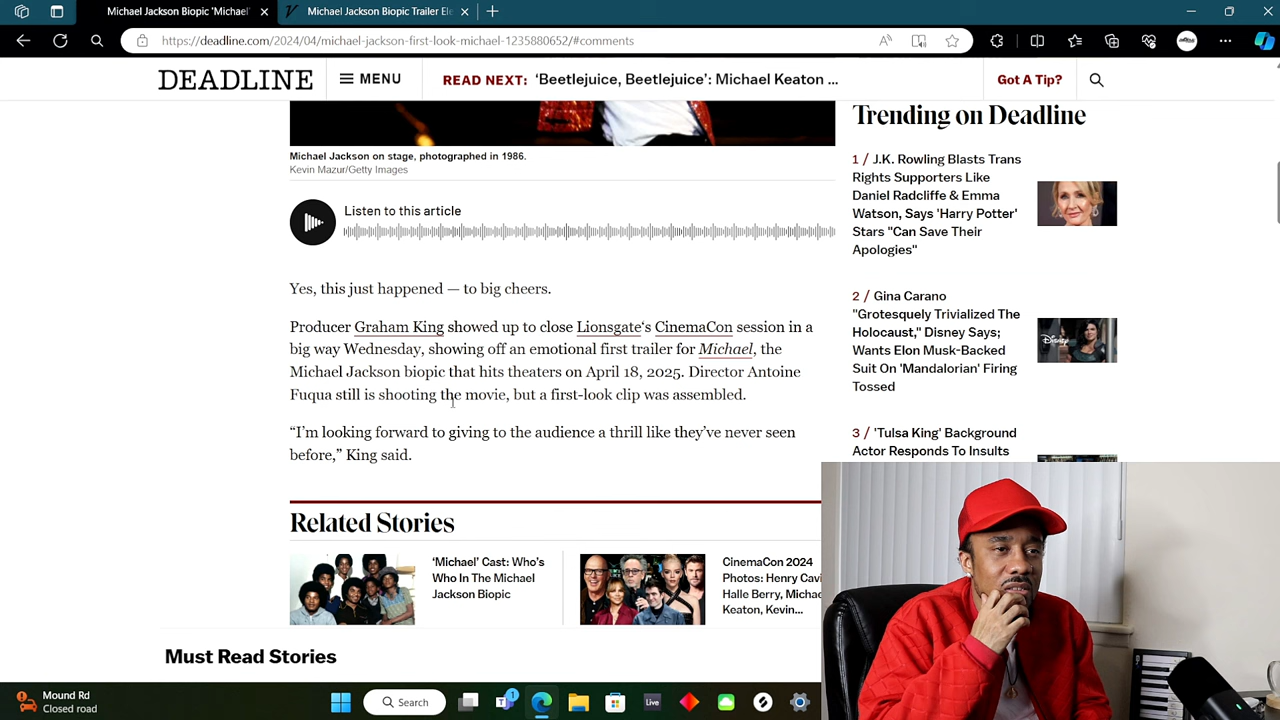 Michael Jackson Biopic 'Michael'
Michael Jackson Biopic Trailer Ele
https://deadline.com/2024/04/michael-jackson-first-look-michael-1235880652/#comments
DEADLINE
MENU
READ NEXT: ‘Beetlejuice, Beetlejuice’: Michael Keaton ...
Got A Tip?
Michael Jackson on stage, photographed in 1986.
Kevin Mazur/Getty Images
Listen to this article
Yes, this just happened — to big cheers.
Producer Graham King showed up to close Lionsgate‘s CinemaCon session in a
big way Wednesday, showing off an emotional first trailer for Michael, the
Michael Jackson biopic that hits theaters on April 18, 2025. Director Antoine
Fuqua still is shooting the movie, but a first-look clip was assembled.
“I’m looking forward to giving to the audience a thrill like they’ve never seen
before,” King said.
Related Stories
‘Michael’ Cast: Who’s
Who In The Michael
Jackson Biopic
CinemaCon 2024
Photos: Henry Cavi
Halle Berry, Michae
Keaton, Kevin...
Must Read Stories
Trending on Deadline
1 / J.K. Rowling Blasts Trans
Rights Supporters Like
Daniel Radcliffe & Emma
Watson, Says 'Harry Potter'
Stars "Can Save Their
Apologies"
2 / Gina Carano
"Grotesquely Trivialized The
Holocaust," Disney Says;
Wants Elon Musk-Backed
Suit On 'Mandalorian' Firing
Tossed
Disney
3 / 'Tulsa King' Background
Actor Responds To Insults
Mound Rd
Closed road
Search
1
Live